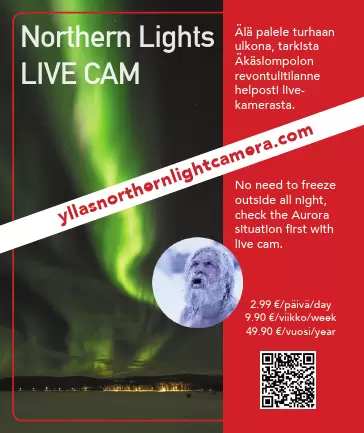 Northern Lights
LIVE CAM
Älä palele turhaan
ulkona, tarkista
Äkäslompolon
revontulitilanne
helposti live-
kamerasta.
yllasnorthernlightcamera.com
No need to freeze
outside all night,
check the Aurora
situation first with
live cam.
2.99 €/päivä/day
9.90 €/viikko/week
49.90 €/vuosi/year